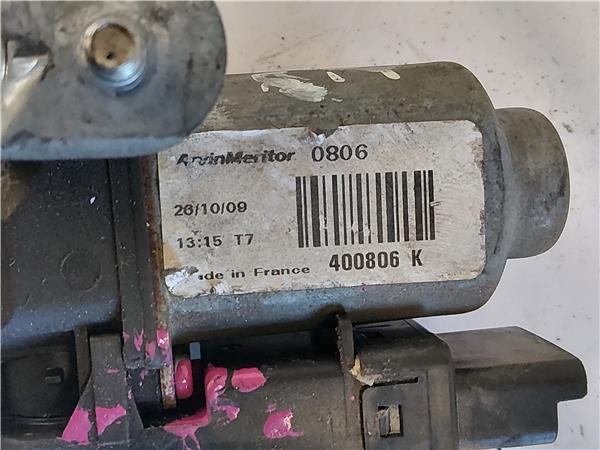 ArvinMeritor 0806
26/10/09
13:15 T7
ade in France 400806 K